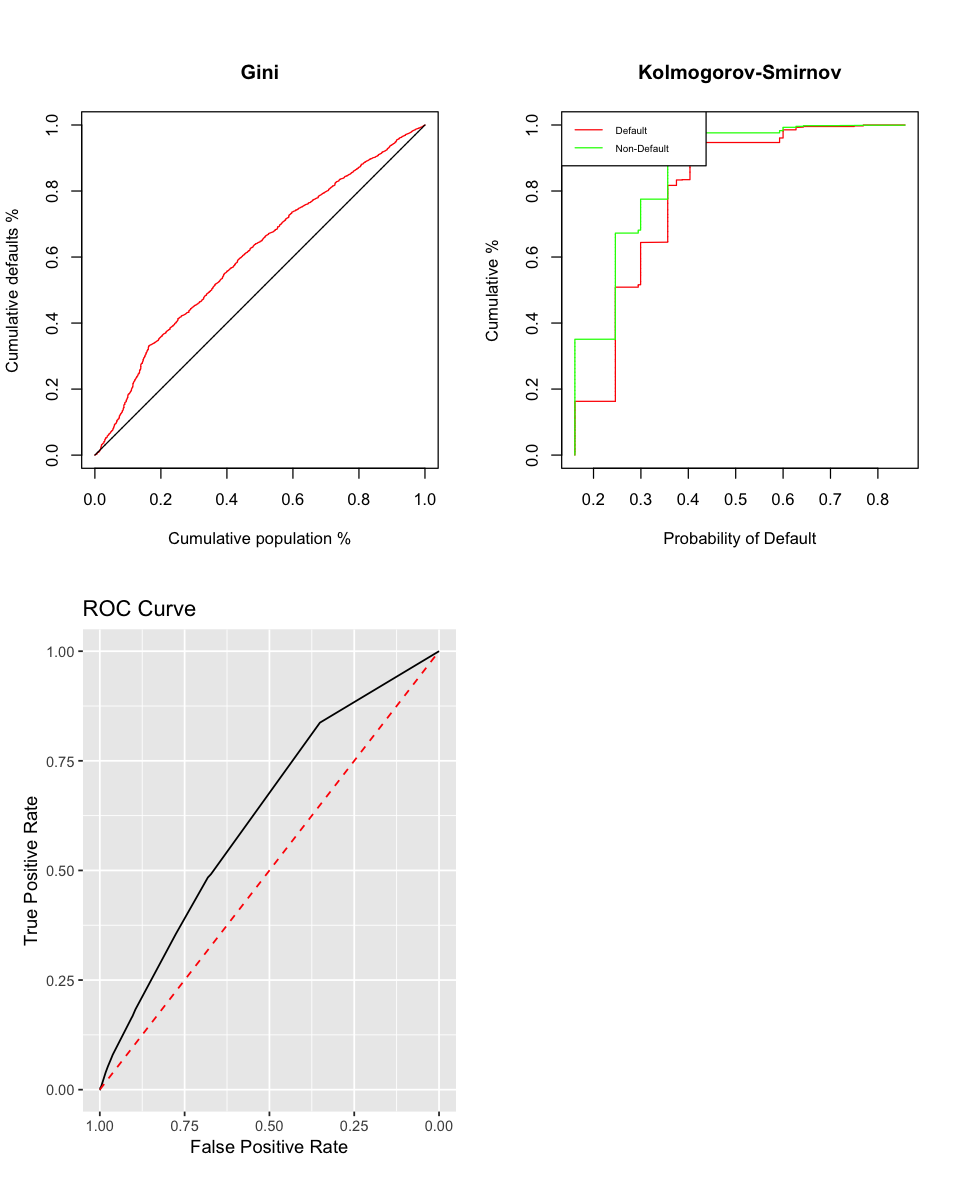 Gini
Cumulative defaults %
1.0
0.8
0.6
0.4
0.2
0.0
0.0 0.2 0.4 0.6 0.8 1.0
Cumulative population %
Kolmogorov-Smirnov
Default
Non-Default
Cumulative %
1.0
0.8
0.6
0.4
0.2
0.0
0.2 0.3 0.4 0.5 0.6 0.7 0.8
Probability of Default
ROC Curve
True Positive Rate
1.00
0.75
0.50
0.25
0.00
1.00 0.75 0.50 0.25 0.00
False Positive Rate